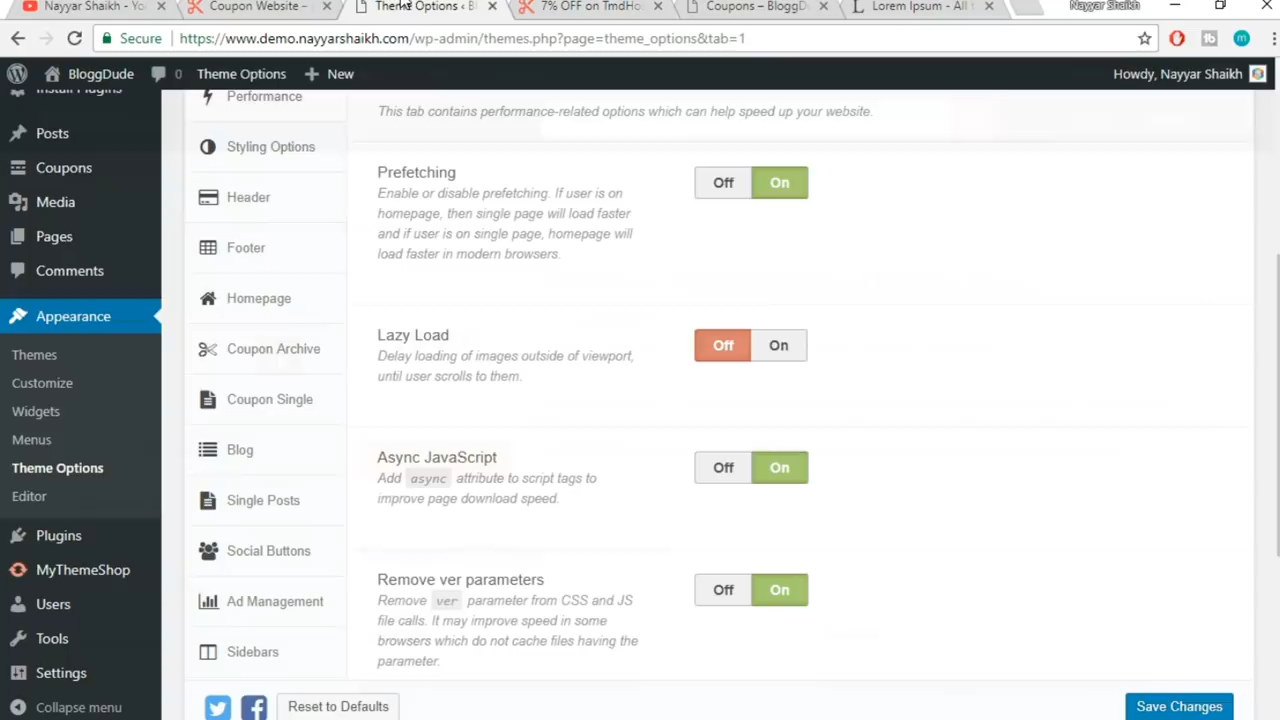 Nayyar Shaikh - Yo
Coupon Website –
Theme Options ‹ Bl
7% OFF on TmdHos
Coupons – BloggD
Lorem Ipsum - All t
Nayyar Shaikh
Secure
https://www.demo.nayyarshaikh.com/wp-admin/themes.php?page=theme_options&tab=1
BloggDude
0
Theme Options
New
Howdy, Nayyar Shaikh
Install Plugins
Posts
Coupons
Media
Pages
Comments
Appearance
Themes
Customize
Widgets
Menus
Theme Options
Editor
Plugins
MyThemeShop
Users
Tools
Settings
Collapse menu
Performance
Styling Options
Header
Footer
Homepage
Coupon Archive
Coupon Single
Blog
Single Posts
Social Buttons
Ad Management
Sidebars
This tab contains performance-related options which can help speed up your website.
Prefetching
Enable or disable prefetching. If user is on
homepage, then single page will load faster
and if user is on single page, homepage will
load faster in modern browsers.
Off On
Lazy Load
Delay loading of images outside of viewport,
until user scrolls to them.
Off On
Async JavaScript
Add async attribute to script tags to
improve page download speed.
Off On
Remove ver parameters
Remove ver parameter from CSS and JS
file calls. It may improve speed in some
browsers which do not cache files having the
parameter.
Off On
Reset to Defaults
Save Changes